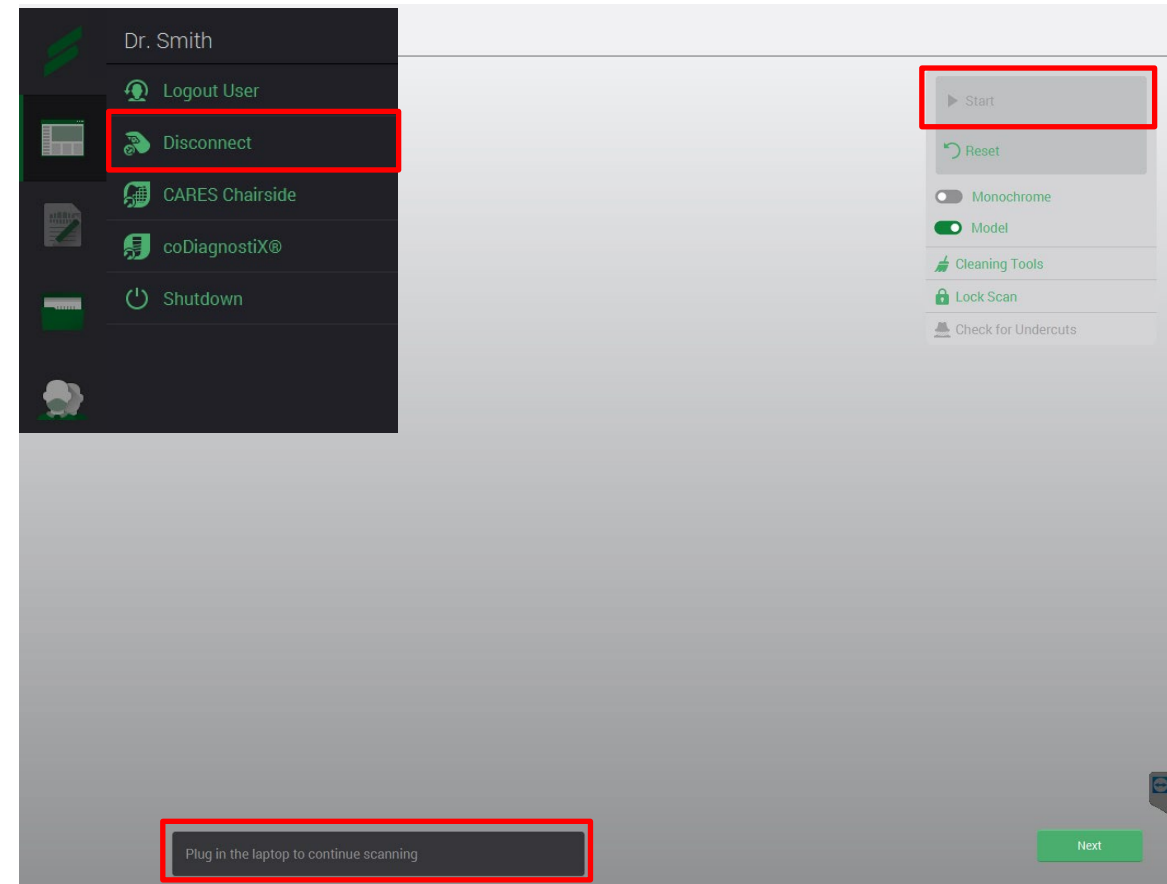 Dr. Smith
Logout User
Disconnect
CARES Chairside
coDiagnostiX®
Shutdown
Start
Reset
Monochrome
Model
Cleaning Tools
Lock Scan
Check for Undercuts
Plug in the laptop to continue scanning
Next